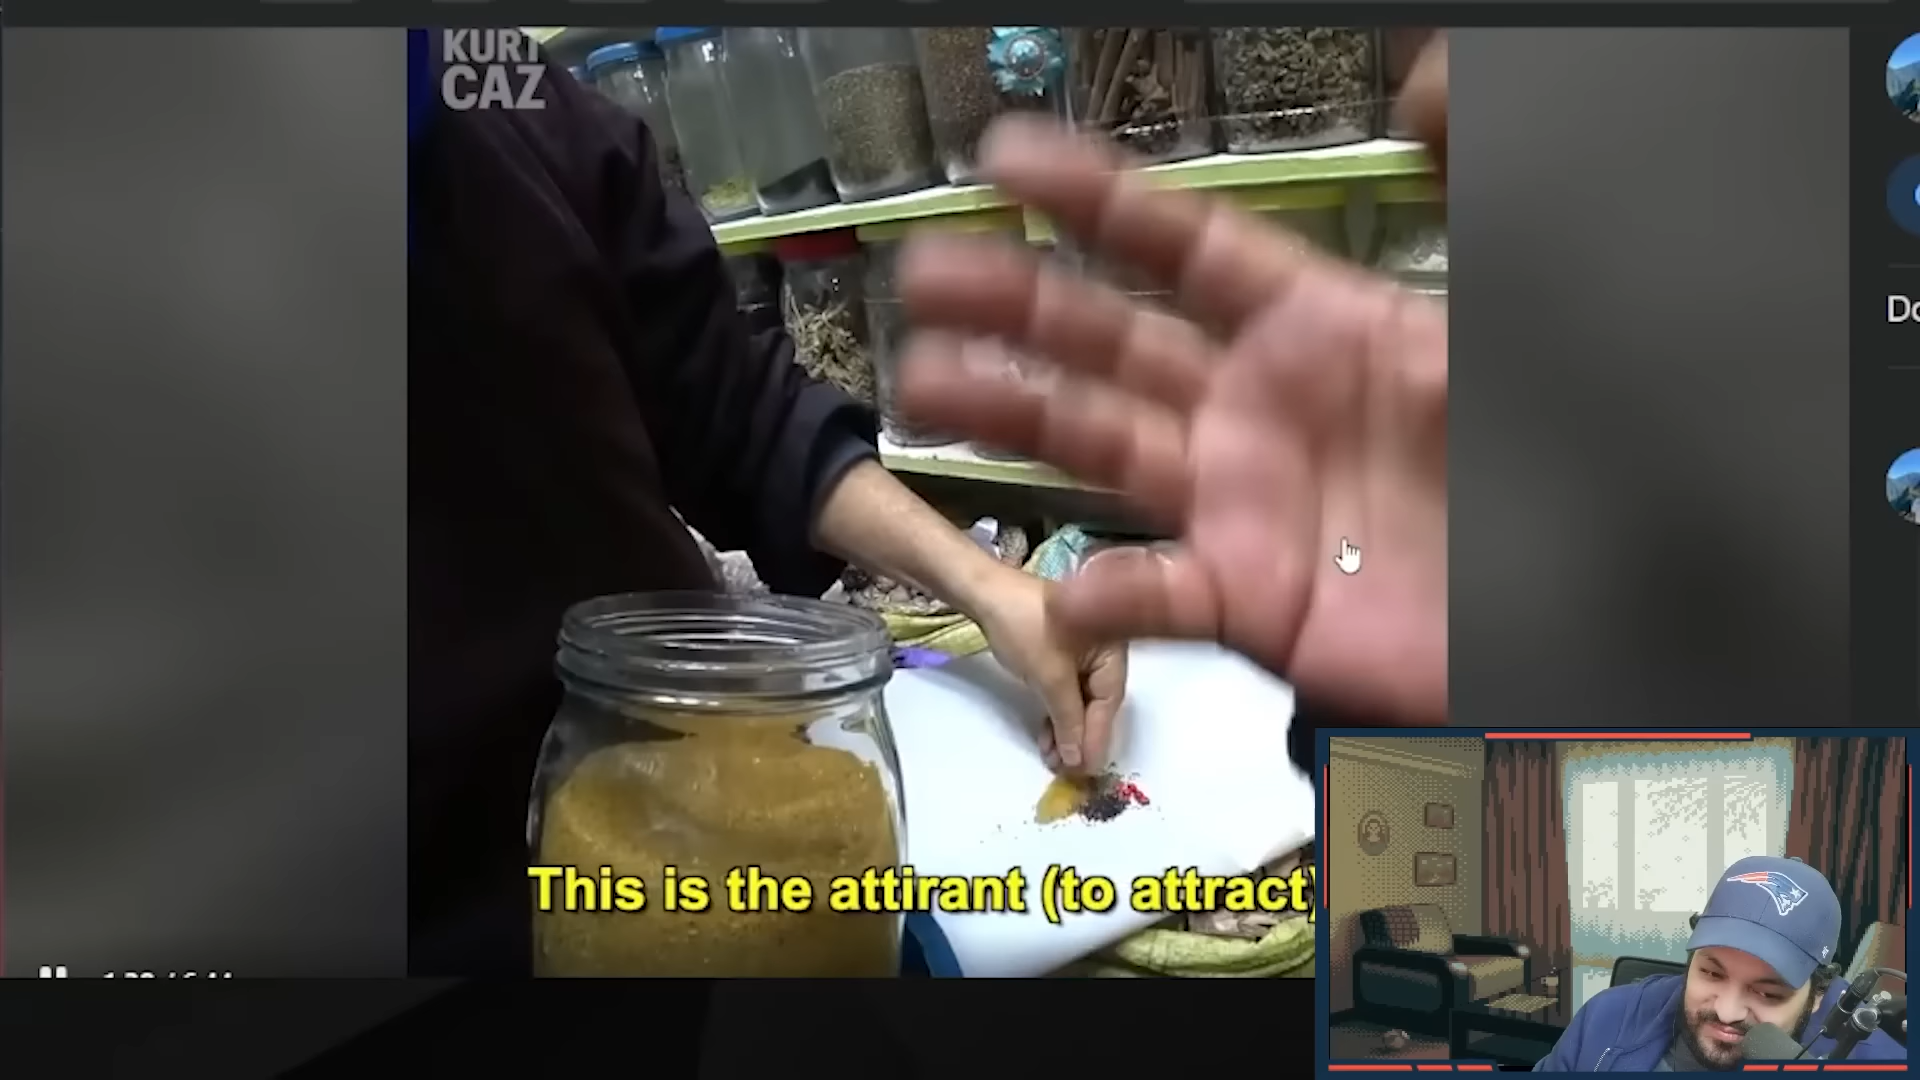 KURT
CAZ
This is the attirant (to attract)
Do